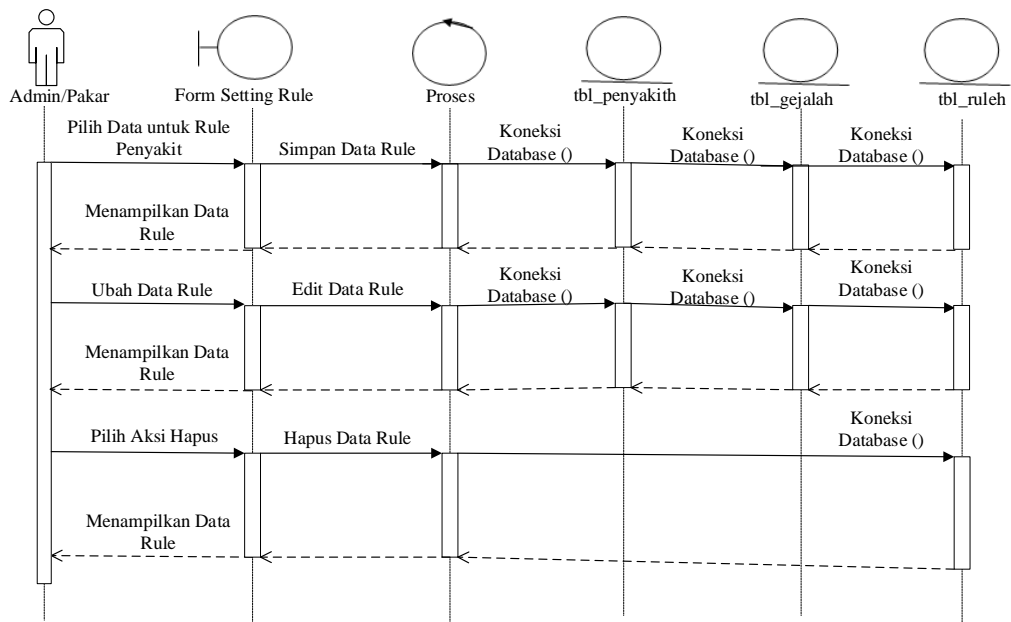 Admin/Pakar
Form Setting Rule
Proses
tbl_penyakith
tbl_gejalah
tbl_ruleh
Pilih Data untuk Rule
Penyakit
Simpan Data Rule
Koneksi
Database ()
Koneksi
Database ()
Koneksi
Database ()
Menampilkan Data
Rule
Ubah Data Rule
Edit Data Rule
Koneksi
Database ()
Koneksi
Database ()
Koneksi
Database ()
Menampilkan Data
Rule
Pilih Aksi Hapus
Hapus Data Rule
Koneksi
Database ()
Menampilkan Data
Rule